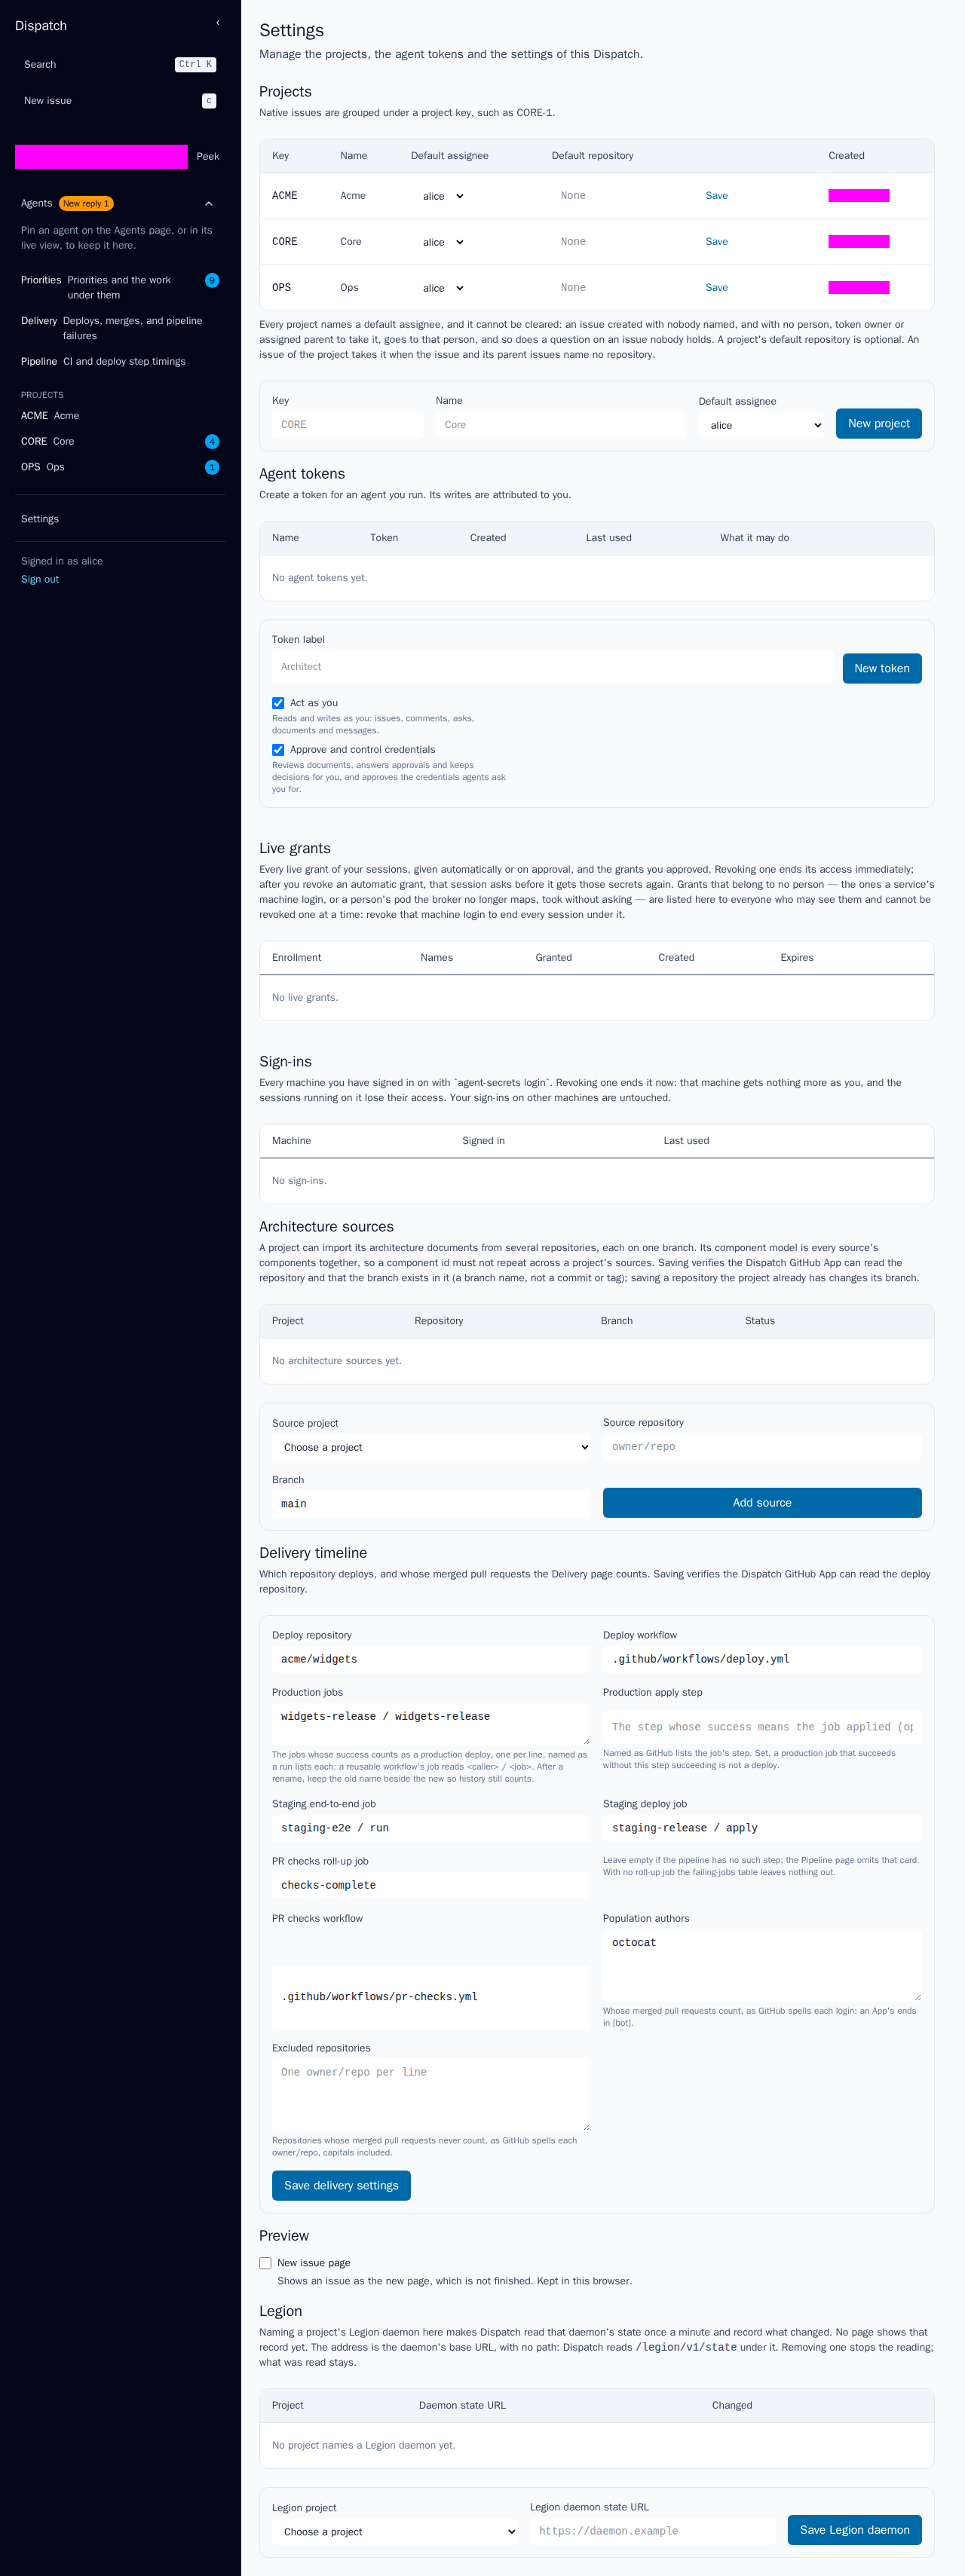 Dispatch
Search Ctrl K
New issue c
Peek
Agents New reply 1
Pin an agent on the Agents page, or in its
live view, to keep it here.
Priorities Priorities and the work
under them
9
Delivery Deploys, merges, and pipeline
failures
Pipeline CI and deploy step timings
PROJECTS
ACME Acme
CORE Core 4
OPS Ops 1
Settings
Signed in as alice
Sign out
Settings
Manage the projects, the agent tokens and the settings of this Dispatch.
Projects
Native issues are grouped under a project key, such as CORE-1.
Key Name Default assignee Default repository Created
ACME Acme alice None Save
CORE Core alice None Save
OPS Ops alice None Save
Every project names a default assignee, and it cannot be cleared: an issue created with nobody named, and with no person, token owner or
assigned parent to take it, goes to that person, and so does a question on an issue nobody holds. A project's default repository is optional. An
issue of the project takes it when the issue and its parent issues name no repository.
Key Name Default assignee
CORE Core alice New project
Agent tokens
Create a token for an agent you run. Its writes are attributed to you.
Name Token Created Last used What it may do
No agent tokens yet.
Token label
Architect New token
Act as you
Reads and writes as you: issues, comments, asks,
documents and messages.
Approve and control credentials
Reviews documents, answers approvals and keeps
decisions for you, and approves the credentials agents ask
you for.
Live grants
Every live grant of your sessions, given automatically or on approval, and the grants you approved. Revoking one ends its access immediately;
after you revoke an automatic grant, that session asks before it gets those secrets again. Grants that belong to no person — the ones a service's
machine login, or a person's pod the broker no longer maps, took without asking — are listed here to everyone who may see them and cannot be
revoked one at a time: revoke that machine login to end every session under it.
Enrollment Names Granted Created Expires
No live grants.
Sign-ins
Every machine you have signed in on with `agent-secrets login`. Revoking one ends it now: that machine gets nothing more as you, and the
sessions running on it lose their access. Your sign-ins on other machines are untouched.
Machine Signed in Last used
No sign-ins.
Architecture sources
A project can import its architecture documents from several repositories, each on one branch. Its component model is every source's
components together, so a component id must not repeat across a project's sources. Saving verifies the Dispatch GitHub App can read the
repository and that the branch exists in it (a branch name, not a commit or tag); saving a repository the project already has changes its branch.
Project Repository Branch Status
No architecture sources yet.
Source project Source repository
Choose a project owner/repo
Branch
main Add source
Delivery timeline
Which repository deploys, and whose merged pull requests the Delivery page counts. Saving verifies the Dispatch GitHub App can read the deploy
repository.
Deploy repository Deploy workflow
acme/widgets .github/workflows/deploy.yml
Production jobs Production apply step
widgets-release / widgets-release
The step whose success means the job applied (op
The jobs whose success counts as a production deploy, one per line, named as
a run lists each: a reusable workflow's job reads <caller> / <job>. After a
rename, keep the old name beside the new so history still counts.
Named as GitHub lists the job's step. Set, a production job that succeeds
without this step succeeding is not a deploy.
Staging end-to-end job Staging deploy job
staging-e2e / run staging-release / apply
PR checks roll-up job
checks-complete
Leave empty if the pipeline has no such step; the Pipeline page omits that card.
With no roll-up job the failing-jobs table leaves nothing out.
PR checks workflow Population authors
.github/workflows/pr-checks.yml
octocat
Whose merged pull requests count, as GitHub spells each login: an App's ends
in [bot].
Excluded repositories
One owner/repo per line
Repositories whose merged pull requests never count, as GitHub spells each
owner/repo, capitals included.
Save delivery settings
Preview
New issue page
Shows an issue as the new page, which is not finished. Kept in this browser.
Legion
Naming a project's Legion daemon here makes Dispatch read that daemon's state once a minute and record what changed. No page shows that
record yet. The address is the daemon's base URL, with no path: Dispatch reads /legion/v1/state under it. Removing one stops the reading;
what was read stays.
Project Daemon state URL Changed
No project names a Legion daemon yet.
Legion project Legion daemon state URL
Choose a project https://daemon.example Save Legion daemon